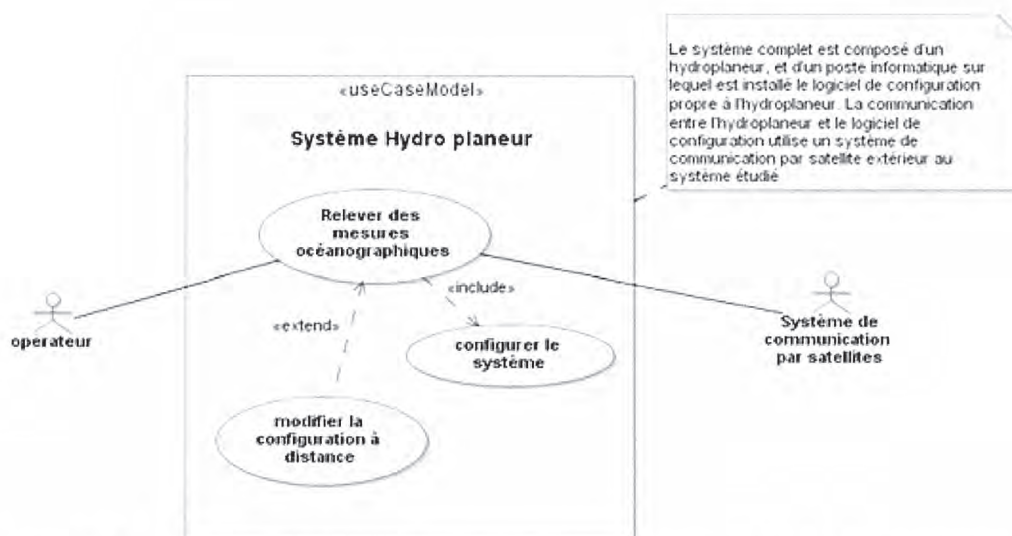 Le système complet est composé d'un
hydroplaneur, et d'un poste informatique sur
lequel est installé le logiciel de configuration
propre à l'hydroplaneur. La communication
entre l'hydroplaneur et le logiciel de
configuration utilise un système de
communication par satellite extérieur au
système étudié
«useCaseModel»
Système Hydro planeur
Relever des
mesures
océanographiques
«include»
«extend»
opérateur
configurer le
système
Système de
communication
par satellites
modifier la
configuration à
distance